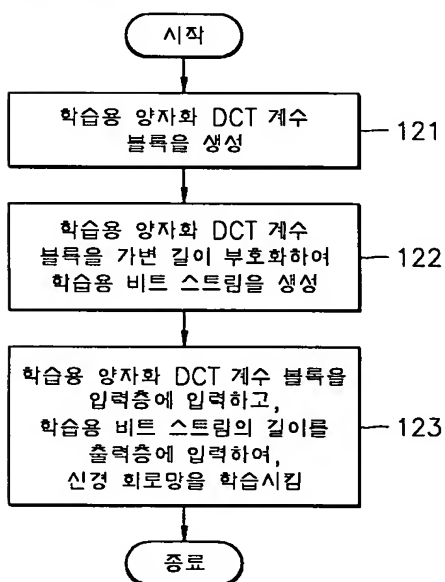 시작
학습용 양자화 DCT 계수
블록을 생성
121
학습용 양자화 DCT 계수
블록을 가변 길이 부호화하여
학습용 비트 스트림을 생성
122
학습용 양자화 DCT 계수 블록을
입력층에 입력하고,
학습용 비트 스트림의 길이를
출력층에 입력하여,
신경 회로망을 학습시킴
123
종료